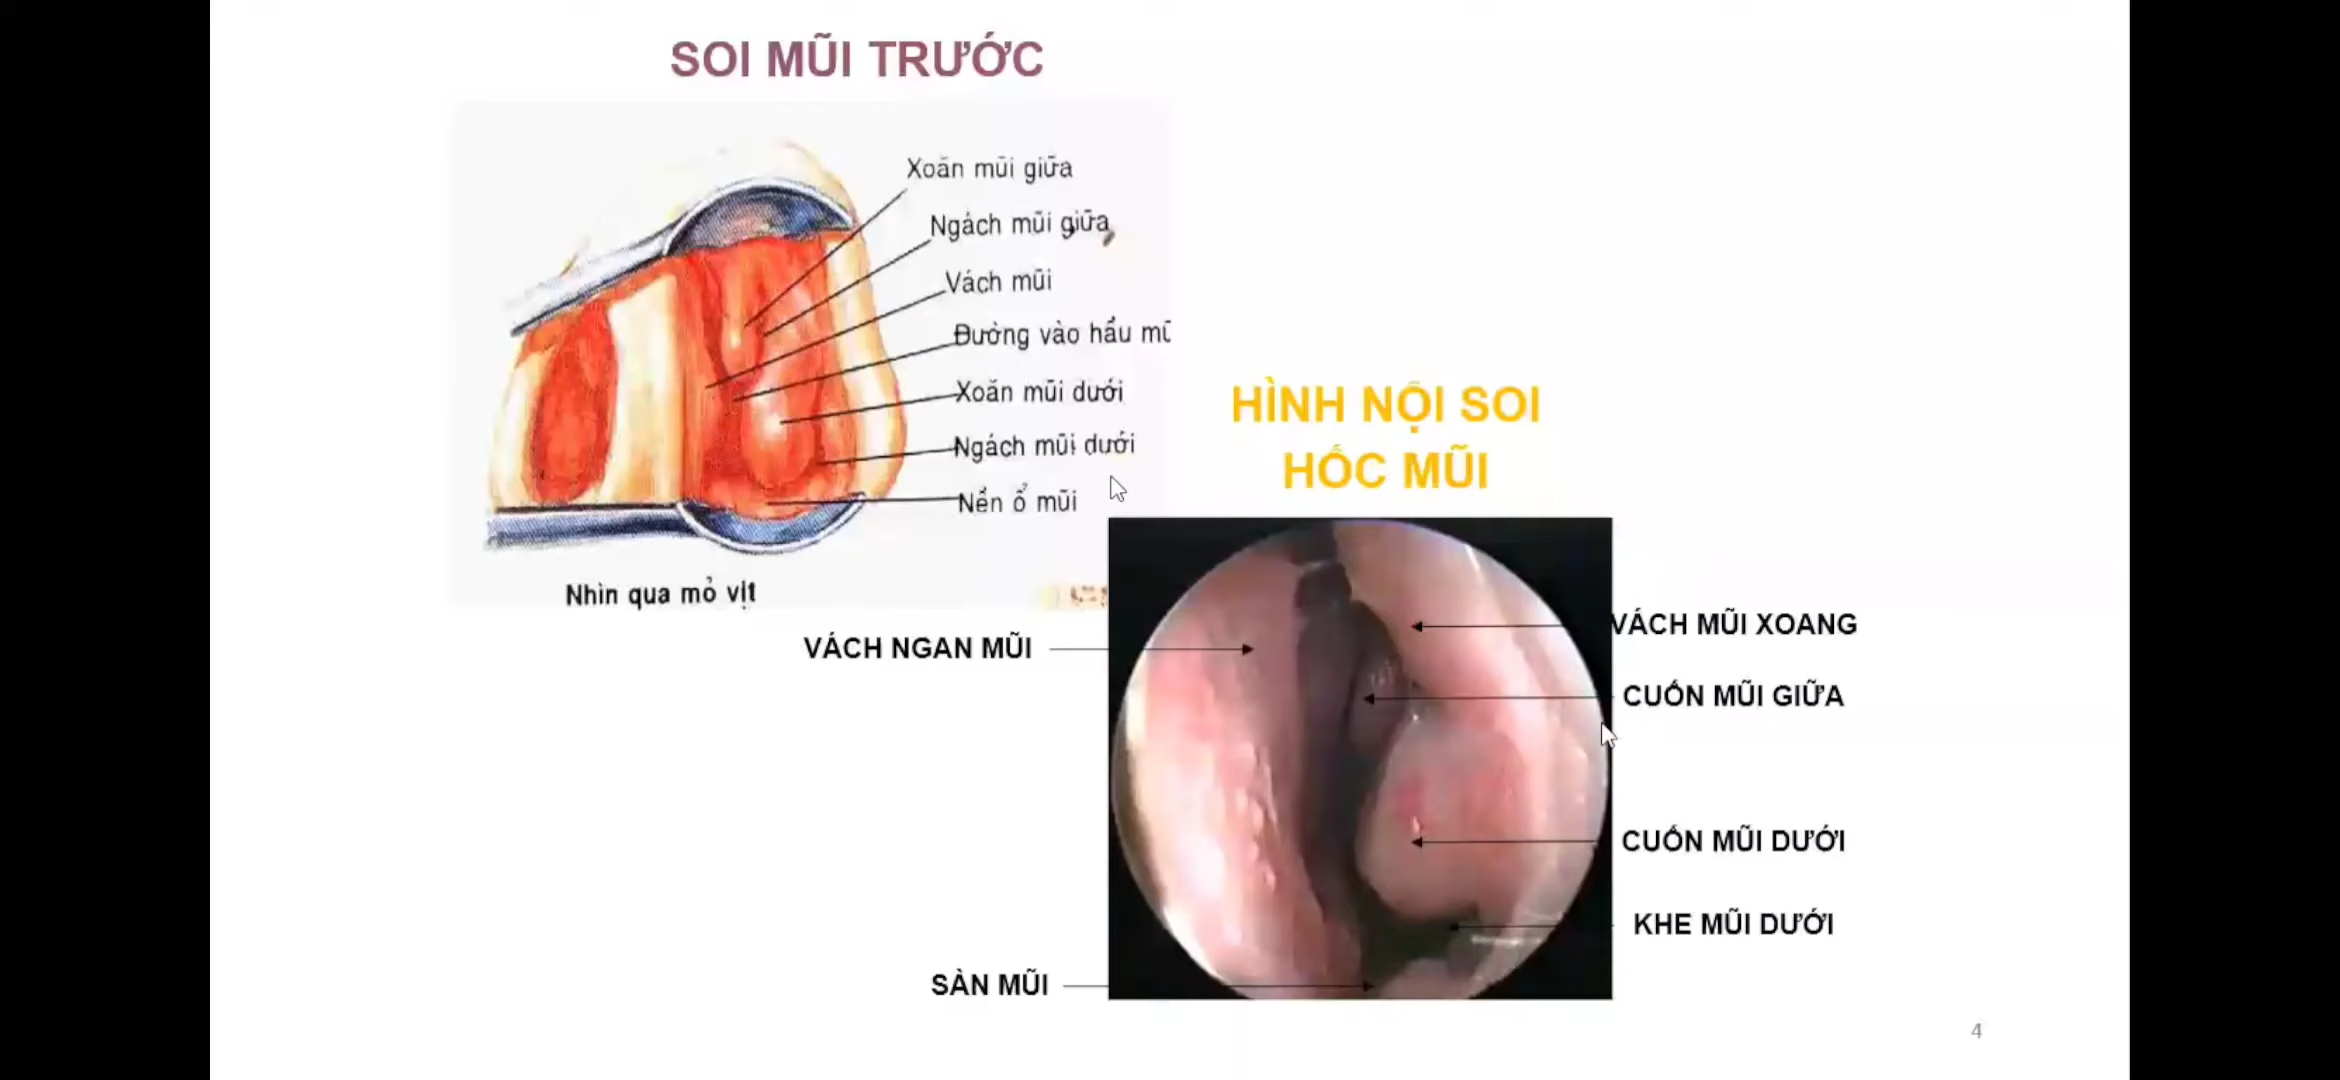 SOI MŨI TRƯỚC
Xoăn mũi giữa
Ngách mũi giữa
Vách mũi
Đường vào hầu mũ
Xoăn mũi dưới
Ngách mũi dưới
Nền ổ mũi
Nhìn qua mỏ vịt
HÌNH NỘI SOI
HỐC MŨI
VÁCH NGAN MŨI
VÁCH MŨI XOANG
CUỐN MŨI GIỮA
CUỐN MŨI DƯỚI
KHE MŨI DƯỚI
SÀN MŨI
4